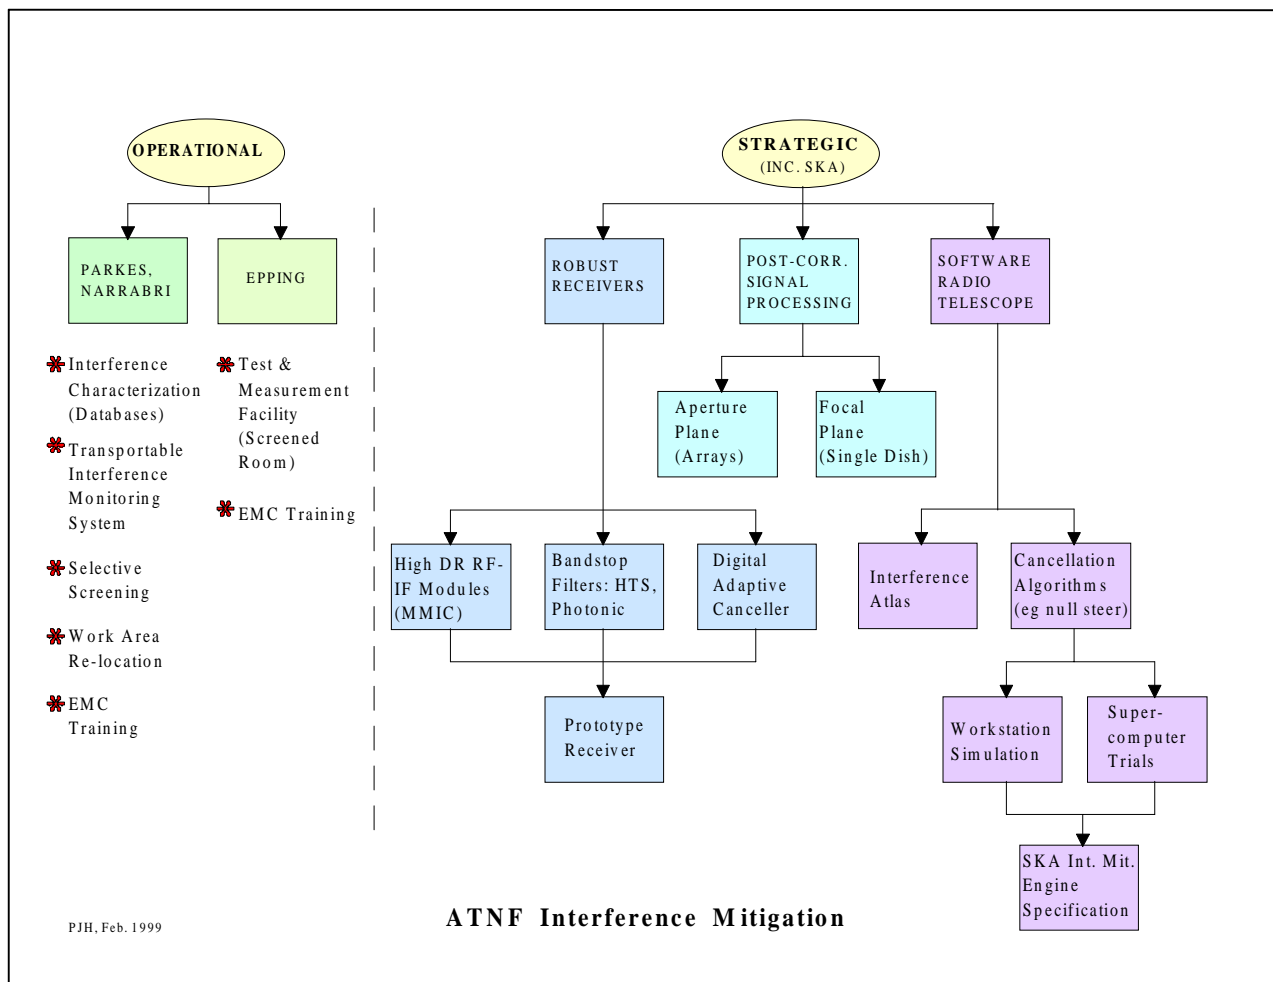 OPERATIONAL
PARKES,
NARRABRI
EPPING
Interference
Characterization
(Databases)
Transportable
Interference
Monitoring
System
Selective
Screening
Work Area
Re-location
EMC
Training
Test &
Measurement
Facility
(Screened
Room)
EMC Training
STRATEGIC
(INC. SKA)
ROBUST
RECEIVERS
POST-CORR.
SIGNAL
PROCESSING
SOFTWARE
RADIO
TELESCOPE
Aperture
Plane
(Arrays)
Focal
Plane
(Single Dish)
High DR RF-
IF Modules
(MMIC)
Bandstop
Filters: HTS,
Photonic
Digital
Adaptive
Canceller
Interference
Atlas
Cancellation
Algorithms
(eg null steer)
Prototype
Receiver
Workstation
Simulation
Super-
computer
Trials
SKA Int. Mit.
Engine
Specification
PJH, Feb. 1999
ATNF Interference Mitigation